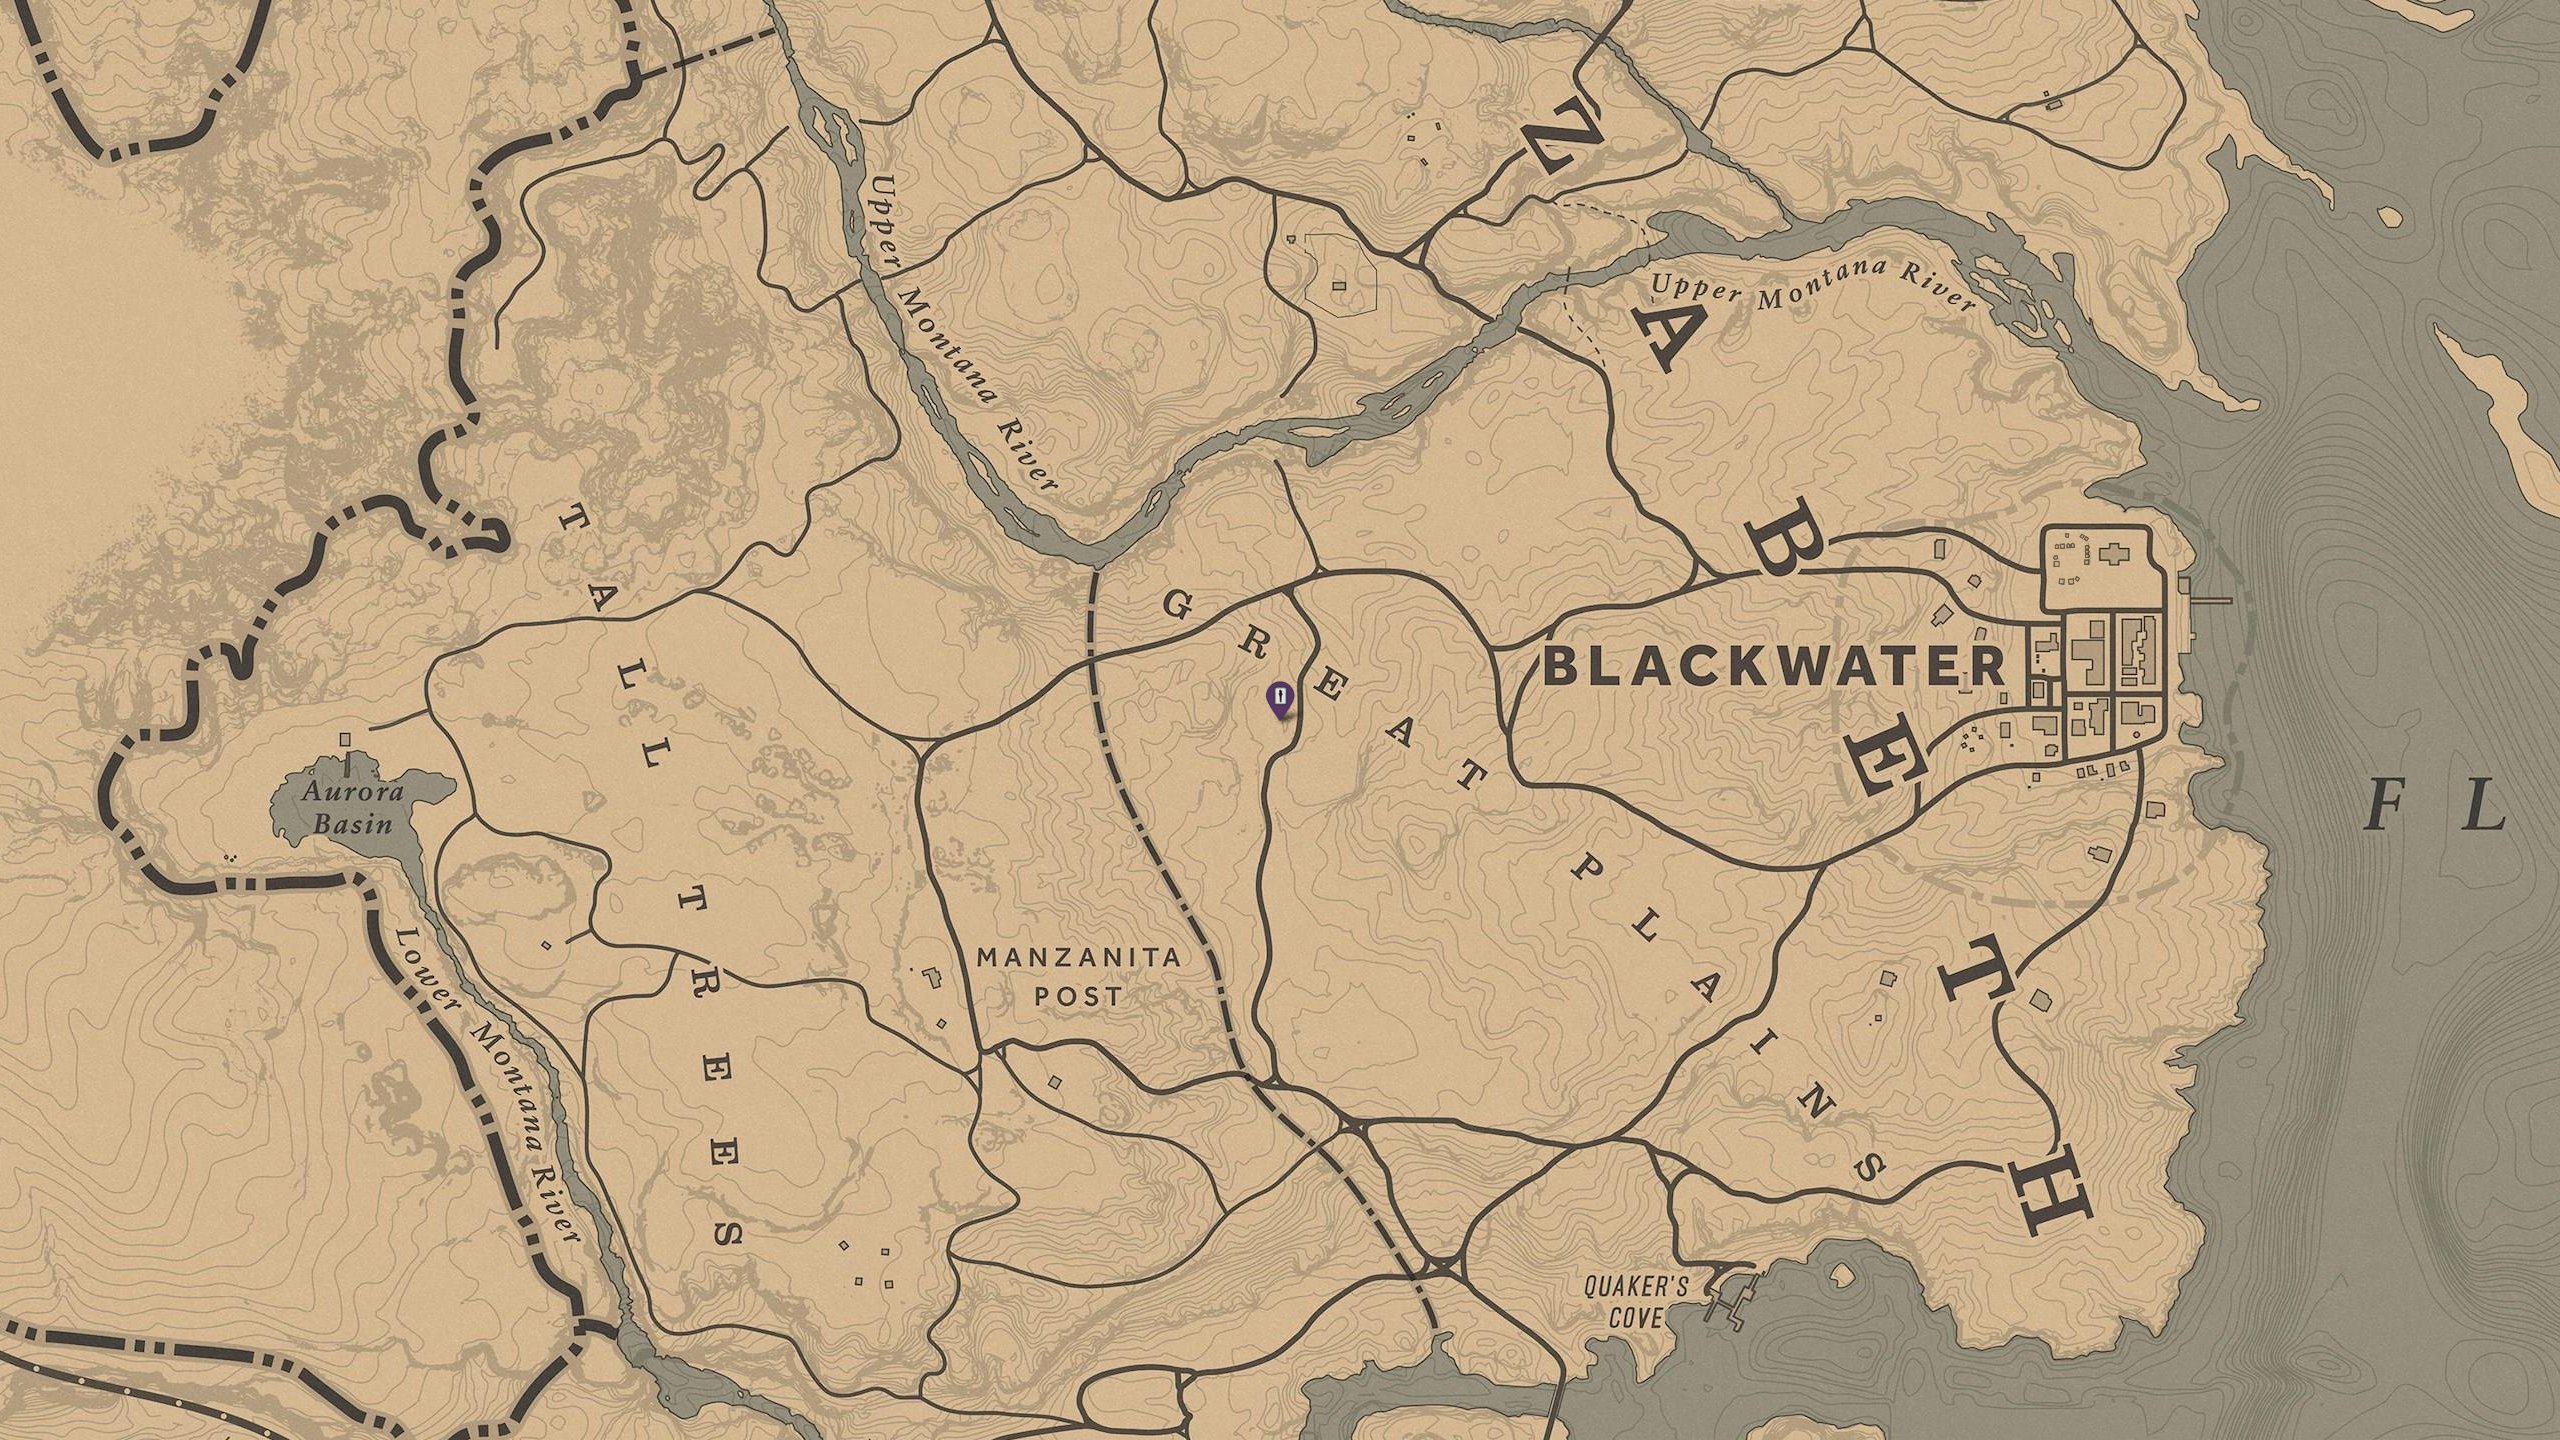 Upper
Montana
River
Upper Montana River
Z
A
B
E
T
H
TALL
TREES
GREAT
PLAINS
BLACKWATER
Aurora
Basin
F L
Lower Montana River
MANZANITA
POST
QUAKER'S
COVE